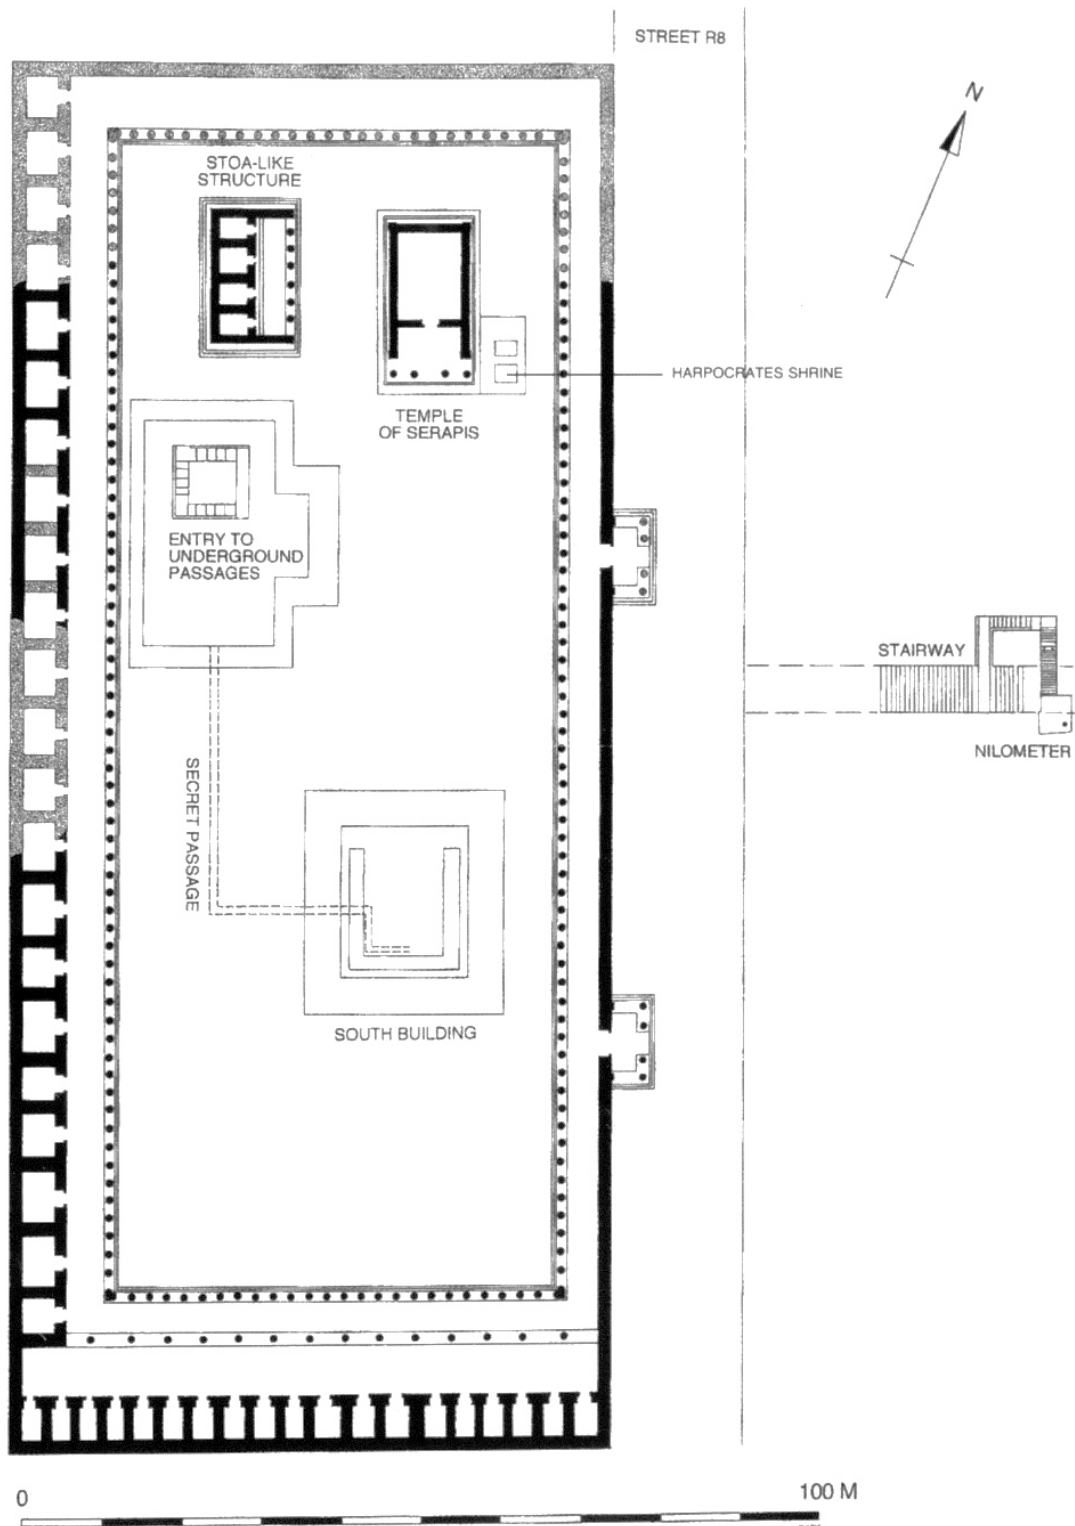 STREET R8
N
STOA-LIKE
STRUCTURE
HARPOCRATES SHRINE
TEMPLE
OF SERAPIS
ENTRY TO
UNDERGROUND
PASSAGES
STAIRWAY
NILOMETER
SECRET PASSAGE
SOUTH BUILDING
0
100 M